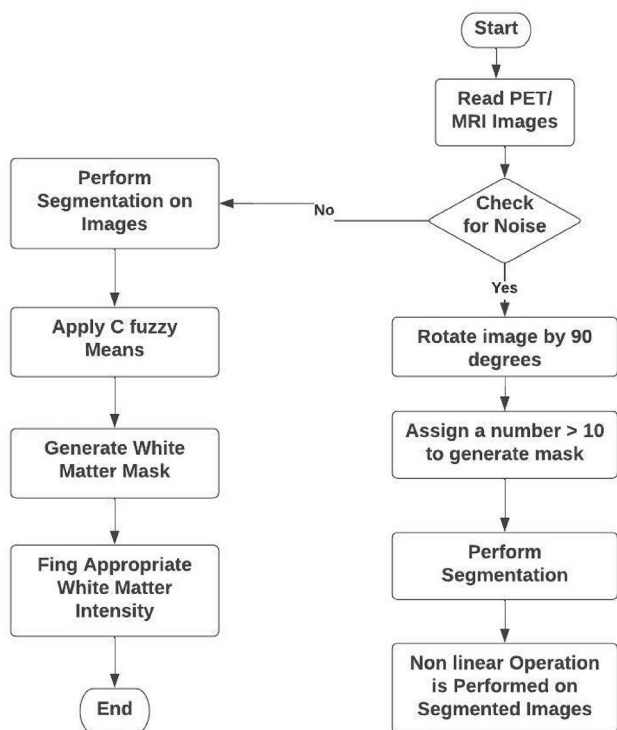 Start
Read PET/
MRI Images
Check
for Noise
No
Yes
Perform
Segmentation on
Images
Apply C fuzzy
Means
Generate White
Matter Mask
Fing Appropriate
White Matter
Intensity
End
Rotate image by 90
degrees
Assign a number > 10
to generate mask
Perform
Segmentation
Non linear Operation
is Performed on
Segmented Images